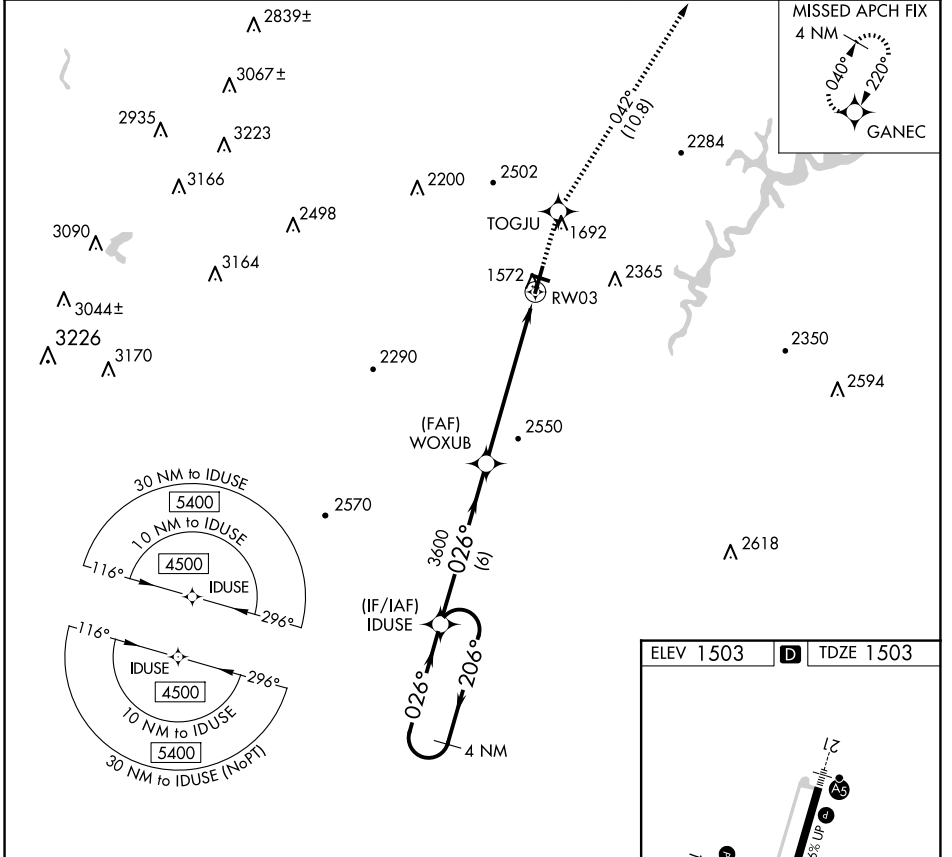 2839±
3067±
2935
3223
3166
2200
2502
2284
2498
3090
3164
3044±
3226
3170
MISSED APCH FIX
4 NM
040°
220°
GANEC
042°
(10.8)
TOGJU
1692
1572
RW03
2365
2290
2350
2594
(FAF)
WOXUB
2550
2570
2618
3600
026°
(6)
(IF/IAF)
IDUSE
026°
206°
4 NM
30 NM to IDUSE
5400
10 NM to IDUSE
4500
116°
IDUSE
296°
116°
IDUSE
296°
4500
10 NM to IDUSE
5400
30 NM to IDUSE (NoPT)
ELEV 1503 D TDZE 1503
21
A5
P
% UP
P